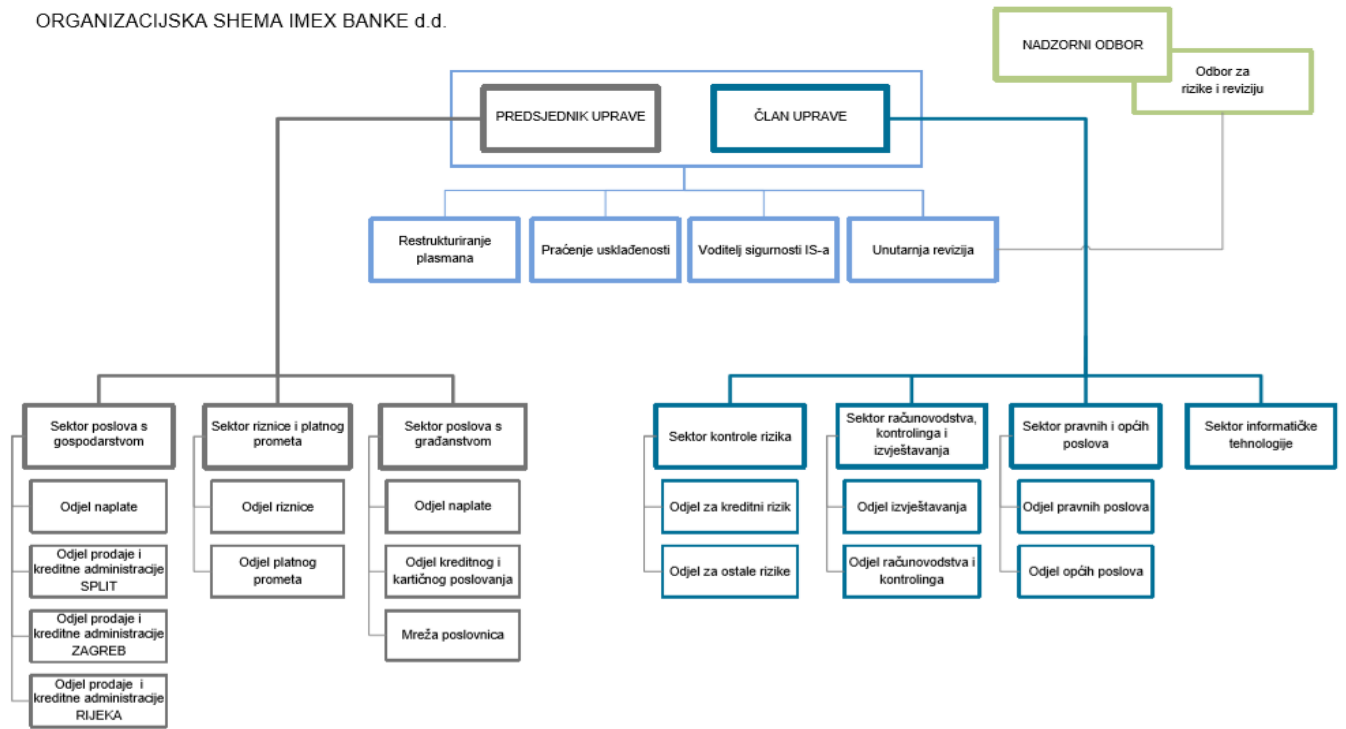 ORGANIZACIJSKA SHEMA IMEX BANKE d.d.
NADZORNI ODBOR
Odbor za
rizike i reviziju
PREDSJEDNIK UPRAVE
ČLAN UPRAVE
Restrukturiranje
plasmana
Praćenje usklađenosti
Voditelj sigurnosti IS-a
Unutarnja revizija
Sektor poslova s
gospodarstvom
Odjel naplate
Odjel prodaje i
kreditne administracije
SPLIT
Odjel prodaje i
kreditne administracije
ZAGREB
Odjel prodaje i
kreditne administracije
RIJEKA
Sektor riznice i platnog
prometa
Odjel riznice
Odjel platnog
prometa
Sektor poslova s
građanstvom
Odjel naplate
Odjel kreditnog i
kartičnog poslovanja
Mreža poslovnica
Sektor kontrole rizika
Odjel za kreditni rizik
Odjel za ostale rizike
Sektor računovodstva,
kontrolinga i
izvještavanja
Odjel izvještavanja
Odjel računovodstva i
kontrolinga
Sektor pravnih i općih
poslova
Odjel pravnih poslova
Odjel općih poslova
Sektor informatičke
tehnologije